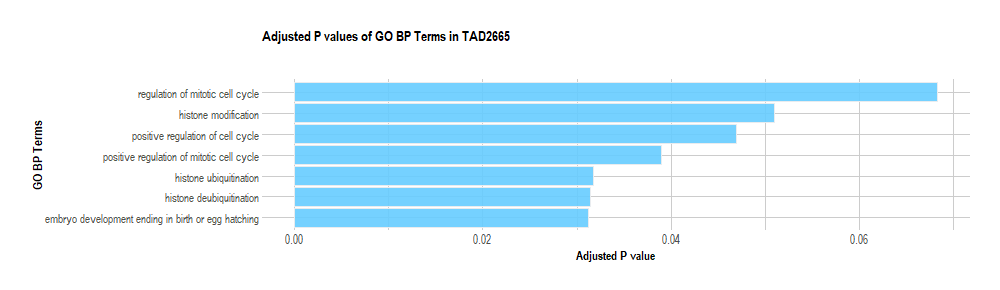 Adjusted P values of GO BP Terms in TAD2665
GO BP Terms
regulation of mitotic cell cycle
histone modification
positive regulation of cell cycle
positive regulation of mitotic cell cycle
histone ubiquitination
histone deubiquitination
embryo development ending in birth or egg hatching
0.00 0.02 0.04 0.06
Adjusted P value